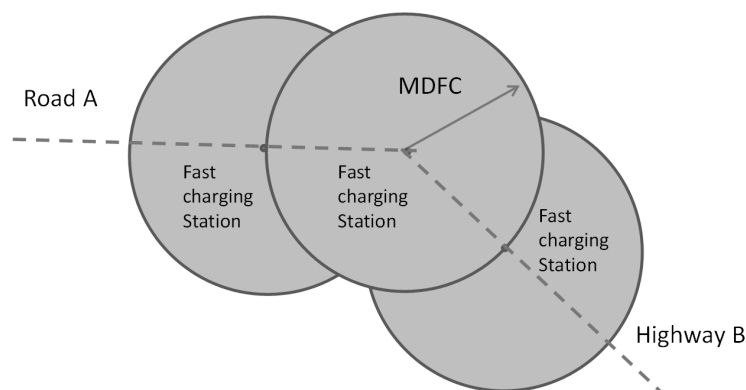 MDFC
Road A
Fast
charging
Station
Fast
charging
Station
Fast
charging
Station
Highway B